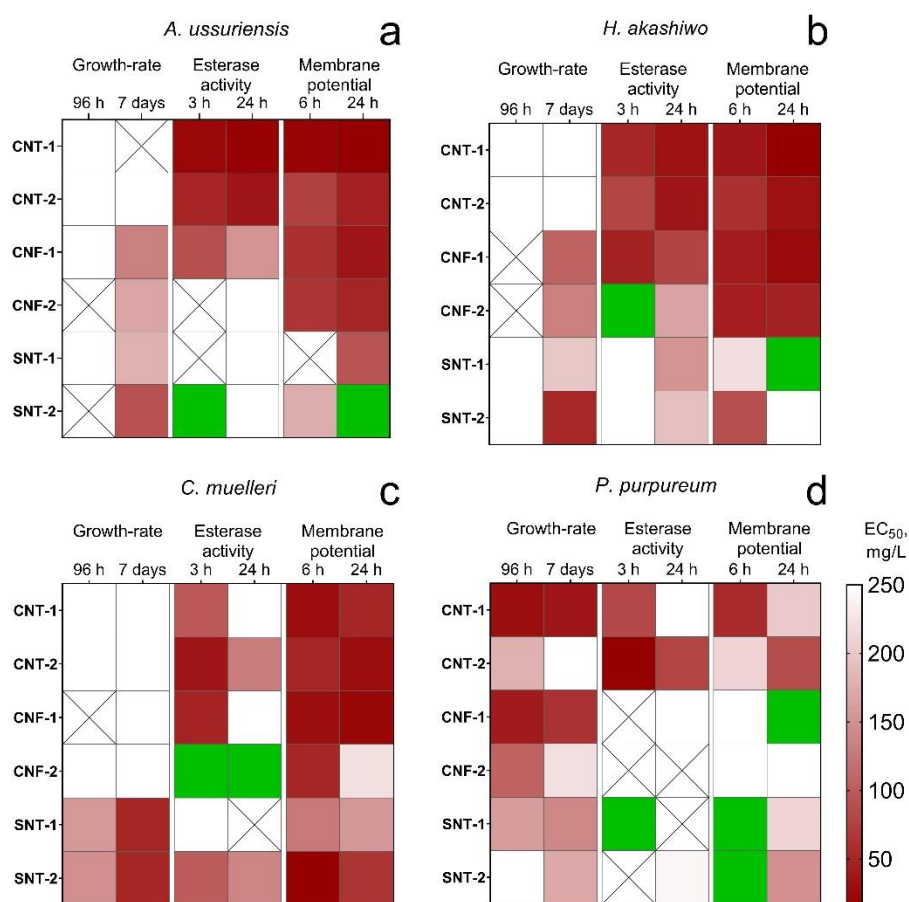 A. ussuriensis
a
Growth-rate Esterase activity Membrane potential
96 h 7 days 3 h 24 h 6 h 24 h
CNT-1
CNT-2
CNF-1
CNF-2
SNT-1
SNT-2
H. akashiwo
b
Growth-rate Esterase activity Membrane potential
96 h 7 days 3 h 24 h 6 h 24 h
CNT-1
CNT-2
CNF-1
CNF-2
SNT-1
SNT-2
C. muelleri
c
Growth-rate Esterase activity Membrane potential
96 h 7 days 3 h 24 h 6 h 24 h
CNT-1
CNT-2
CNF-1
CNF-2
SNT-1
SNT-2
P. purpureum
d
Growth-rate Esterase activity Membrane potential
96 h 7 days 3 h 24 h 6 h 24 h
CNT-1
CNT-2
CNF-1
CNF-2
SNT-1
SNT-2
EC50,
mg/L
250
200
150
100
50